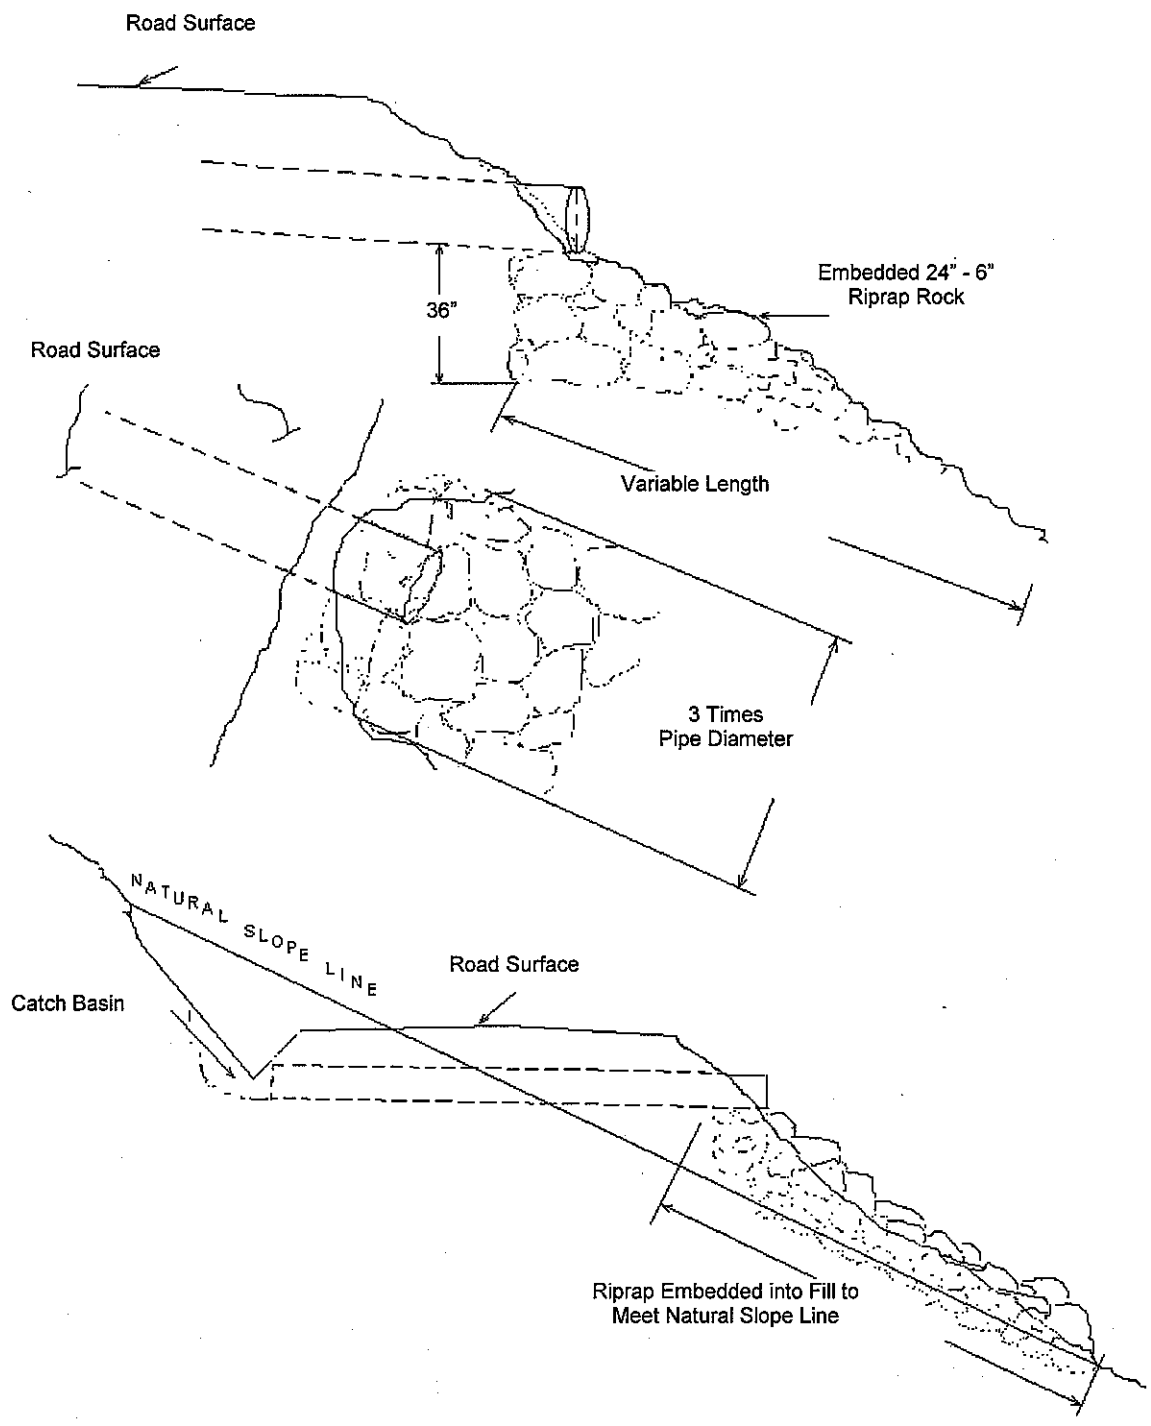 Road Surface
Embedded 24" - 6"
Riprap Rock
36"
Road Surface
Variable Length
3 Times
Pipe Diameter
NATURAL SLOPE LINE
Road Surface
Catch Basin
Riprap Embedded into Fill to
Meet Natural Slope Line